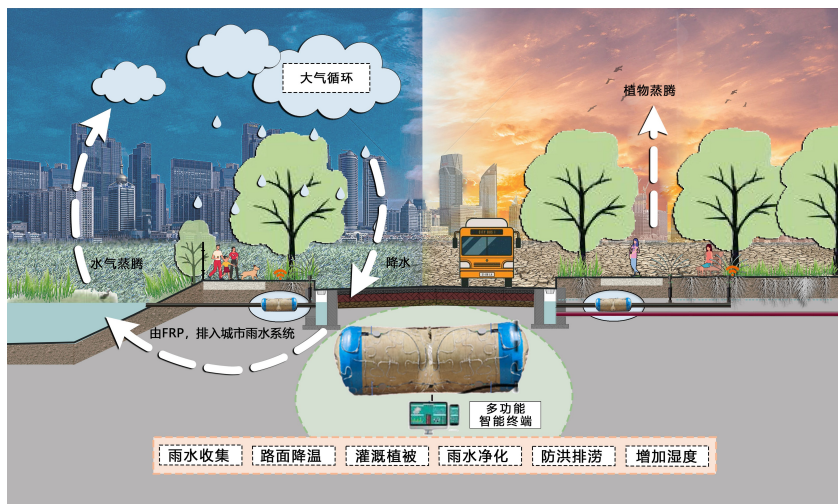 大气循环
植物蒸腾
水气蒸腾
降水
由FRP，排入城市雨水系统
多功能
智能终端
雨水收集
路面降温
灌溉植被
雨水净化
防洪排涝
增加湿度